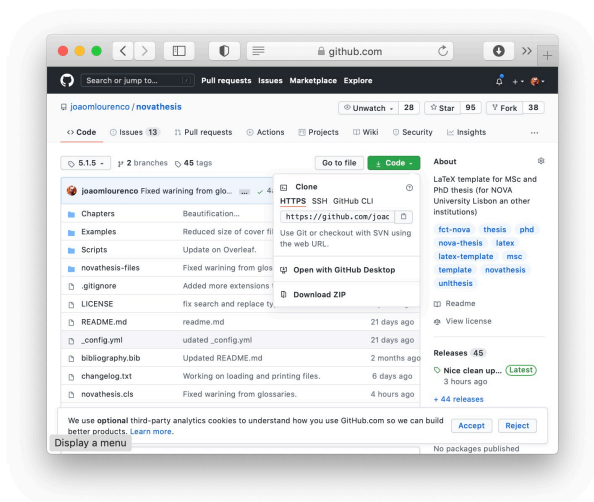 github.com
Search or jump to...
/
Pull requests Issues Marketplace Explore
joaomlourenco / novathesis
Unwatch 28
Star 95
Fork 38
Code
Issues 13
Pull requests
Actions
Projects
Wiki
Security
Insights
...
5.1.5
2 branches
45 tags
Go to file
Code
About
joaomlourenco Fixed warining from glo... ...
Clone
HTTPS SSH GitHub CLI
https://github.com/joac
Use Git or checkout with SVN using
the web URL.
Open with GitHub Desktop
Download ZIP
LaTeX template for MSc and
PhD thesis (for NOVA
University Lisbon an other
institutions)
fct-nova thesis phd
nova-thesis latex
latex-template msc
template novathesis
unlthesis
Readme
View license
Chapters Beautification...
Examples Reduced size of cover fil
Scripts Update on Overleaf.
novathesis-files Fixed warining from glos
.gitignore Added more extensions
LICENSE fix search and replace ty
README.md readme.md 21 days ago
_config.yml udated _config.yml 21 days ago
bibliography.bib Updated README.md 2 months ago
changelog.txt Working on loading and printing files. 6 days ago
novathesis.cls Fixed warining from glossaries. 4 hours ago
Releases 45
Nice clean up... Latest
3 hours ago
+ 44 releases
We use optional third-party analytics cookies to understand how you use GitHub.com so we can build
better products. Learn more.
Accept
Reject
Display a menu
No packages published